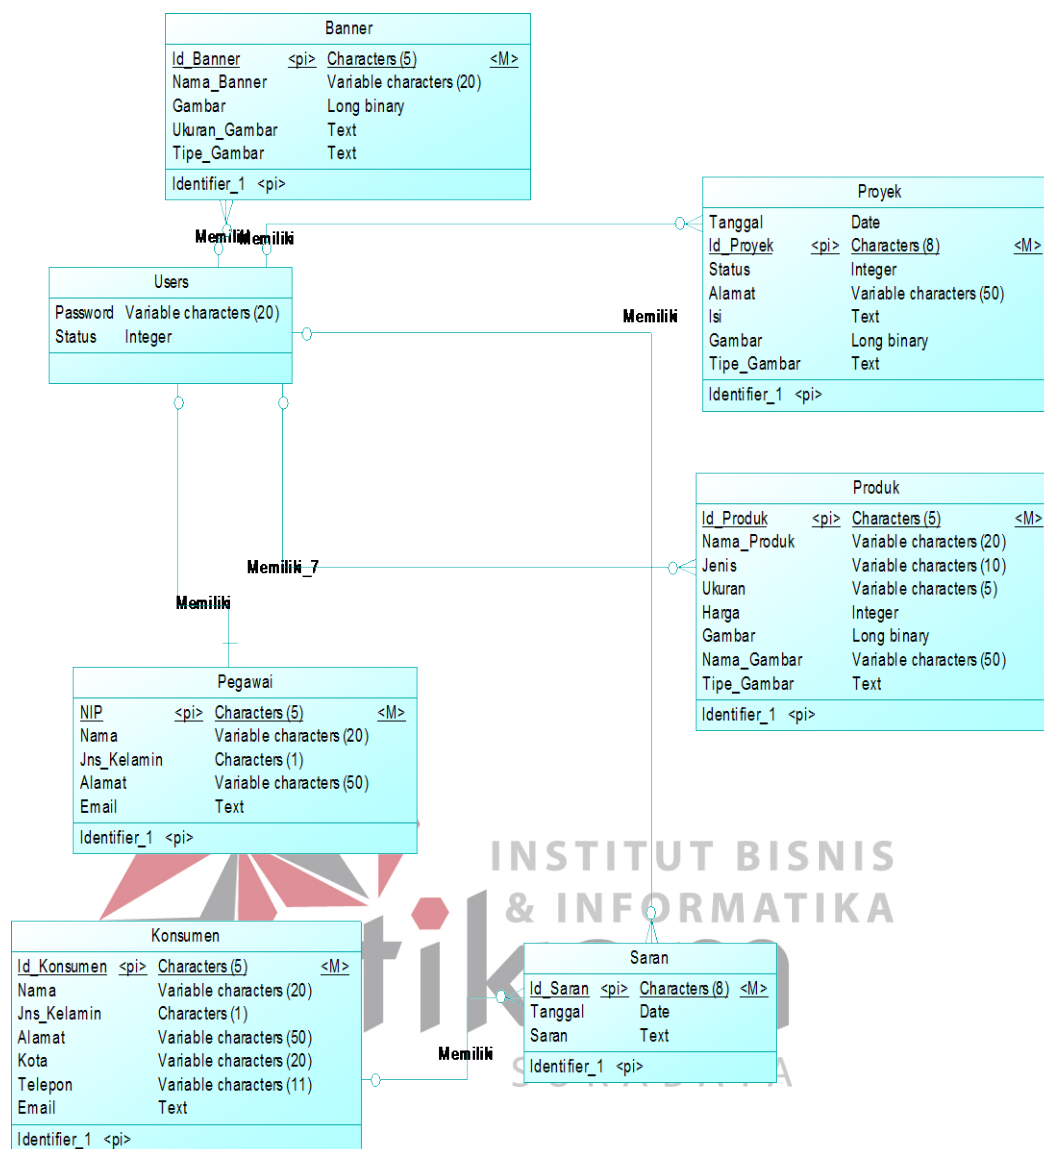 Banner
Id_Banner <pi> Characters (5) <M>
Nama_Banner Variable characters (20)
Gambar Long binary
Ukuran_Gambar Text
Tipe_Gambar Text
Identifier_1 <pi>
Proyek
Tanggal Date
Id_Proyek <pi> Characters (8) <M>
Status Integer
Alamat Variable characters (50)
Isi Text
Gambar Long binary
Tipe_Gambar Text
Identifier_1 <pi>
Memiliki
Memiliki
Users
Password Variable characters (20)
Status Integer
Memiliki
Produk
Id_Produk <pi> Characters (5) <M>
Nama_Produk Variable characters (20)
Jenis Variable characters (10)
Ukuran Variable characters (5)
Harga Integer
Gambar Long binary
Nama_Gambar Variable characters (50)
Tipe_Gambar Text
Identifier_1 <pi>
Memiliki_7
Memiliki
Pegawai
NIP <pi> Characters (5) <M>
Nama Variable characters (20)
Jns_Kelamin Characters (1)
Alamat Variable characters (50)
Email Text
Identifier_1 <pi>
INSTITUT BISNIS
& INFORMATIKA
Konsumen
Id_Konsumen <pi> Characters (5) <M>
Nama Variable characters (20)
Jns_Kelamin Characters (1)
Alamat Variable characters (50)
Kota Variable characters (20)
Telepon Variable characters (11)
Email Text
Identifier_1 <pi>
Saran
Id_Saran <pi> Characters (8) <M>
Tanggal Date
Saran Text
Identifier_1 <pi>
Memiliki
SURABAYA